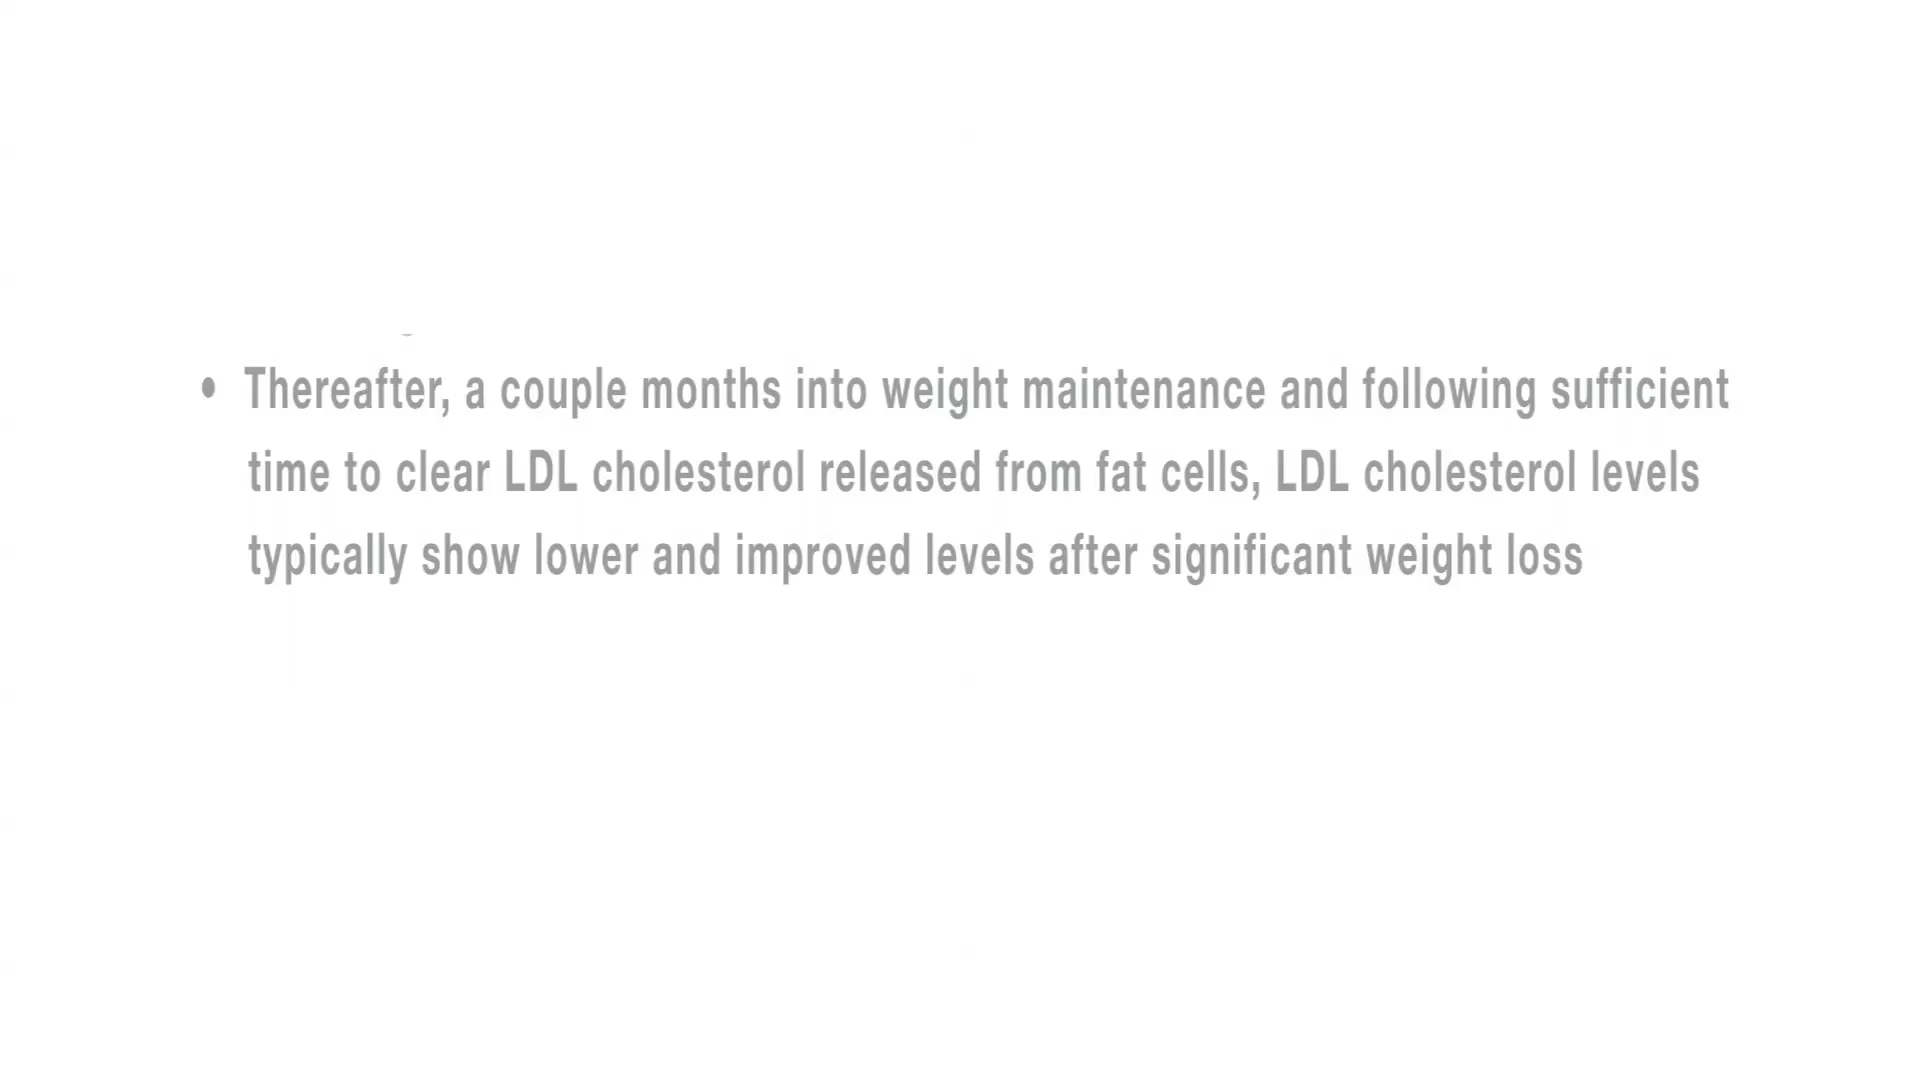 • Thereafter, a couple months into weight maintenance and following sufficient
time to clear LDL cholesterol released from fat cells, LDL cholesterol levels
typically show lower and improved levels after significant weight loss